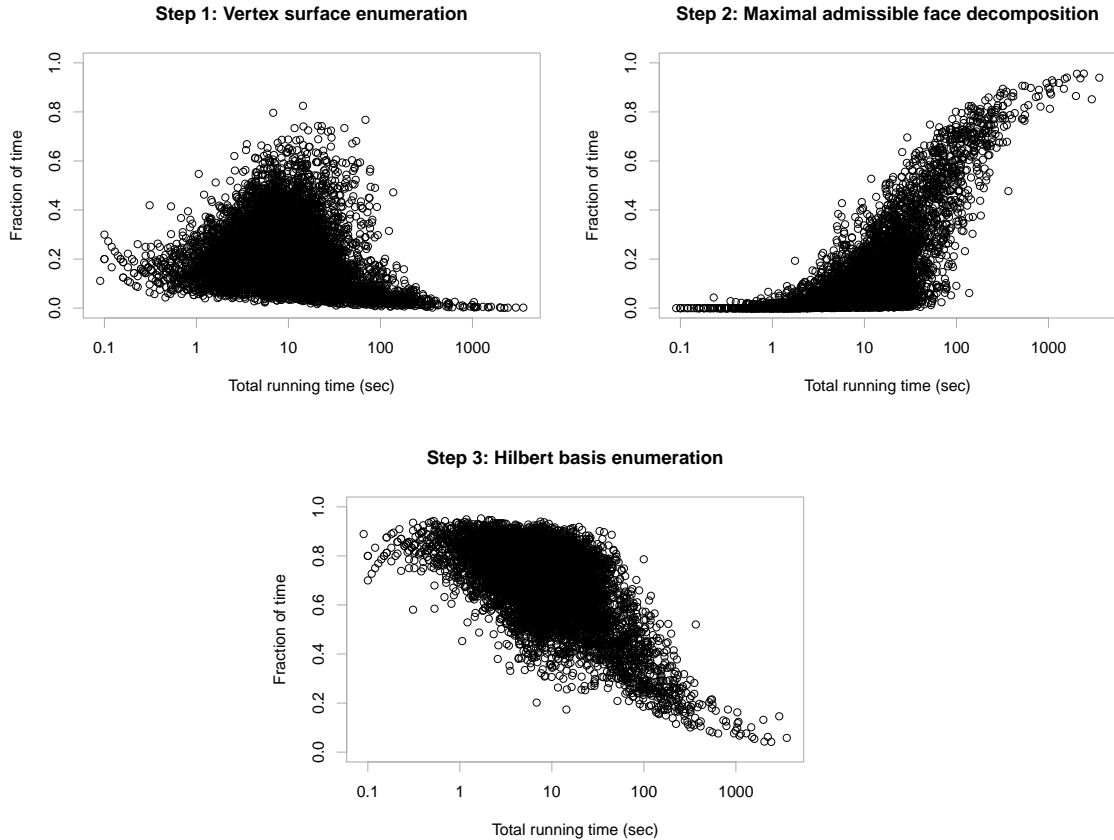 Step 1: Vertex surface enumeration
Fraction of time
1.0
0.8
0.6
0.4
0.2
0.0
0.1 1 10 100 1000
Total running time (sec)
Step 2: Maximal admissible face decomposition
Fraction of time
1.0
0.8
0.6
0.4
0.2
0.0
0.1 1 10 100 1000
Total running time (sec)
Step 3: Hilbert basis enumeration
Fraction of time
1.0
0.8
0.6
0.4
0.2
0.0
0.1 1 10 100 1000
Total running time (sec)